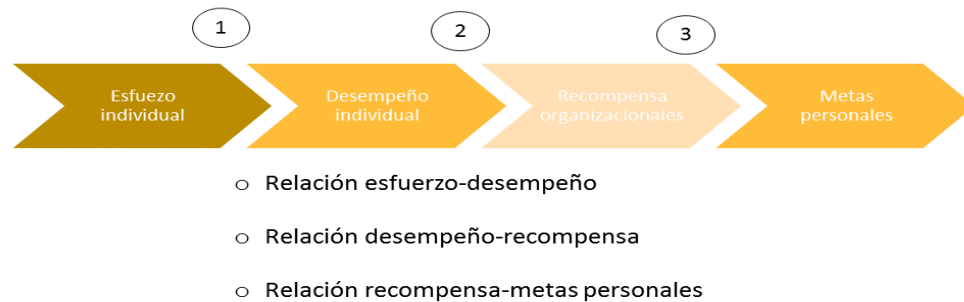 1
2
3
Esfuezo
individual
Desempeño
individual
Recompensa
organizacionales
Metas
personales
o Relación esfuerzo-desempeño
o Relación desempeño-recompensa
o Relación recompensa-metas personales